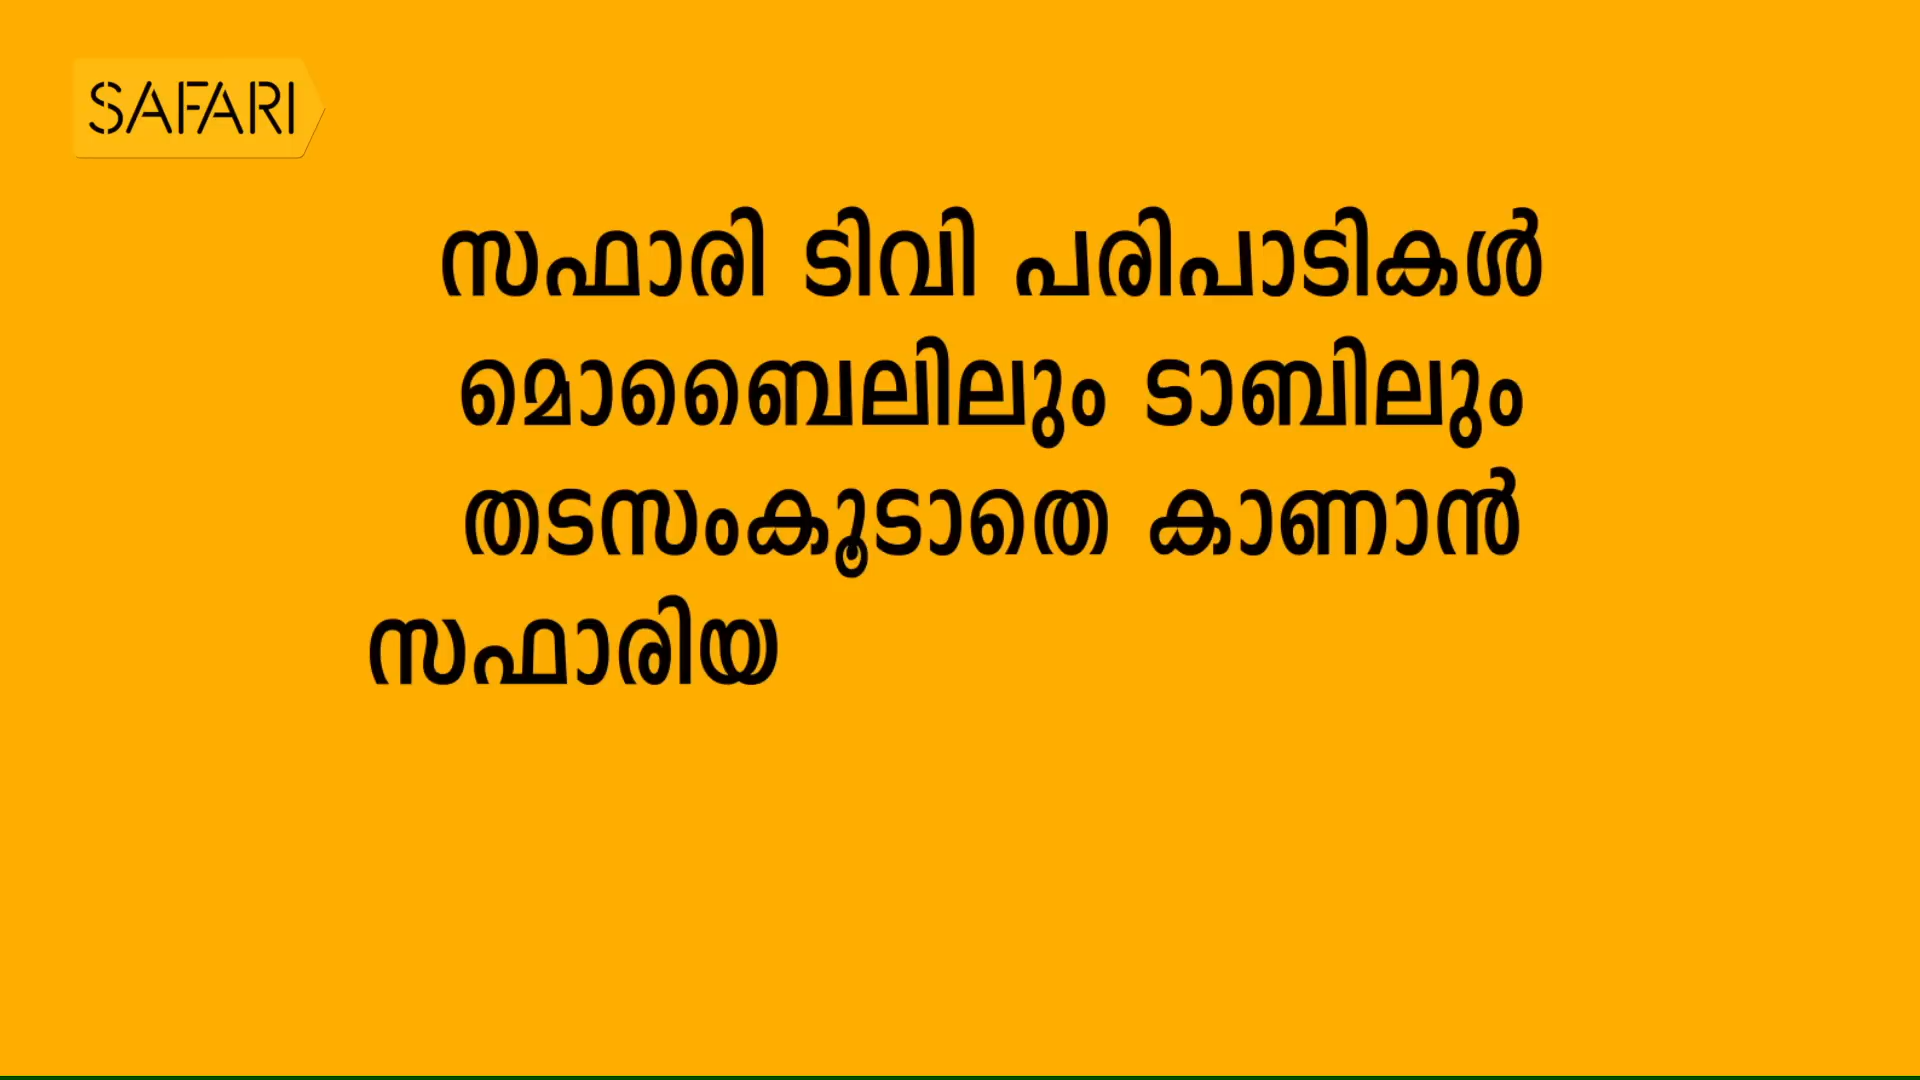 SAFARI
സഫാരി ടിവി പരിപാടികൾ
മൊബൈലിലും ടാബിലും
തടസംകൂടാതെ കാണാൻ
സഫാരിയ